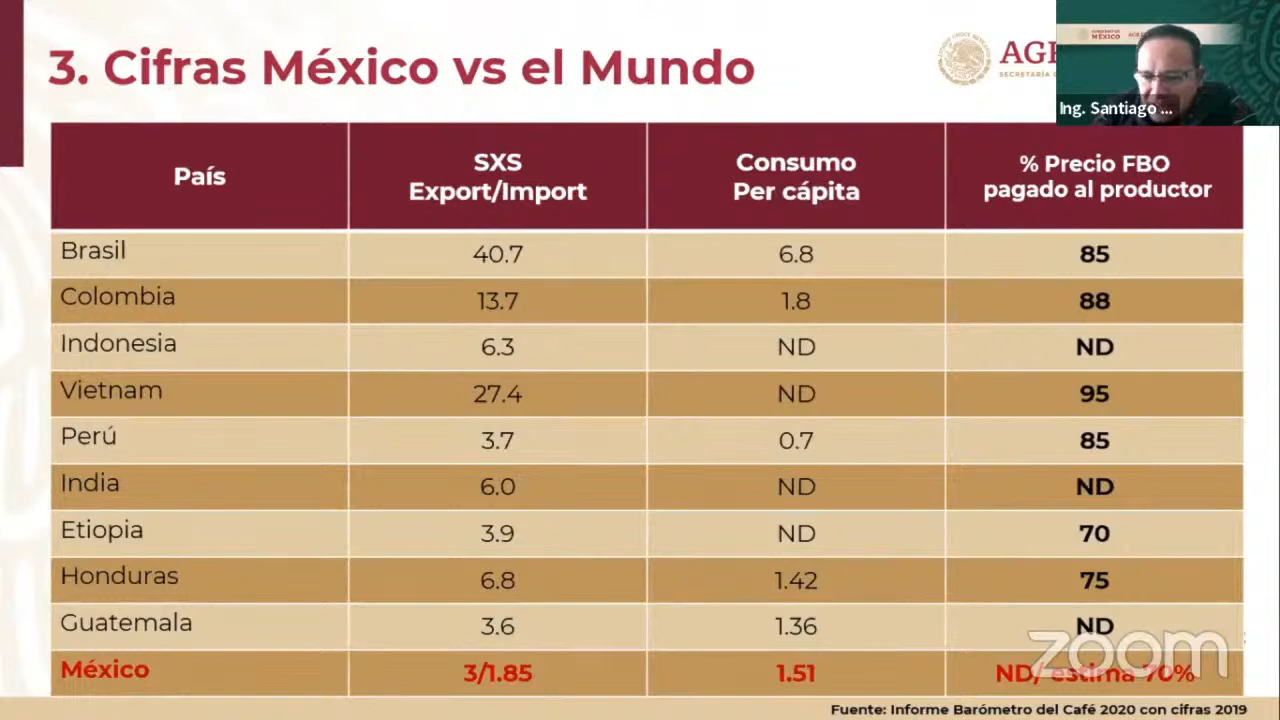 3. Cifras México vs el Mundo
GOBIERNO DE
MÉXICO
Ing. Santiago ...
País
SXS
Export/Import
Consumo
Per cápita
% Precio FBO
pagado al productor
Brasil 40.7 6.8 85
Colombia 13.7 1.8 88
Indonesia 6.3 ND ND
Vietnam 27.4 ND 95
Perú 3.7 0.7 85
India 6.0 ND ND
Etiopia 3.9 ND 70
Honduras 6.8 1.42 75
Guatemala 3.6 1.36 ND
México 3/1.85 1.51 ND/ estima 70%
zoom
Fuente: Informe Barómetro del Café 2020 con cifras 2019